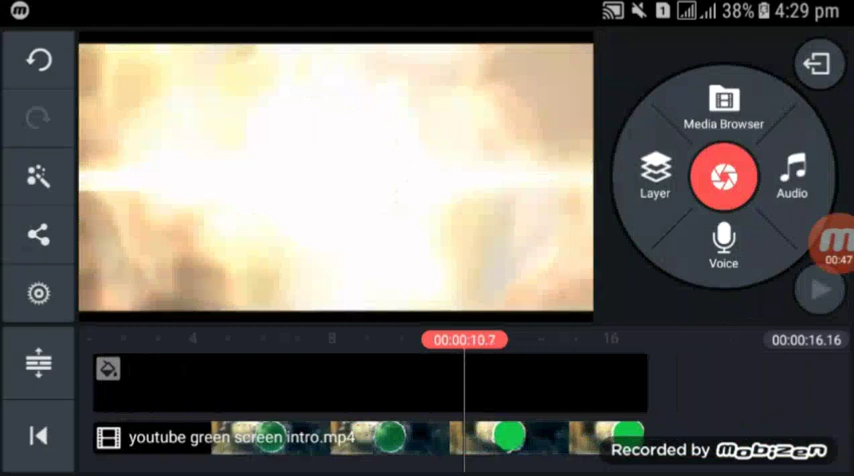 1 38% 4:29 pm
Media Browser
Layer
Audio
Voice
00:47
4 8 00:00:10.7 16 00:00:16.16
youtube green screen intro.mp4
Recorded by mobizen